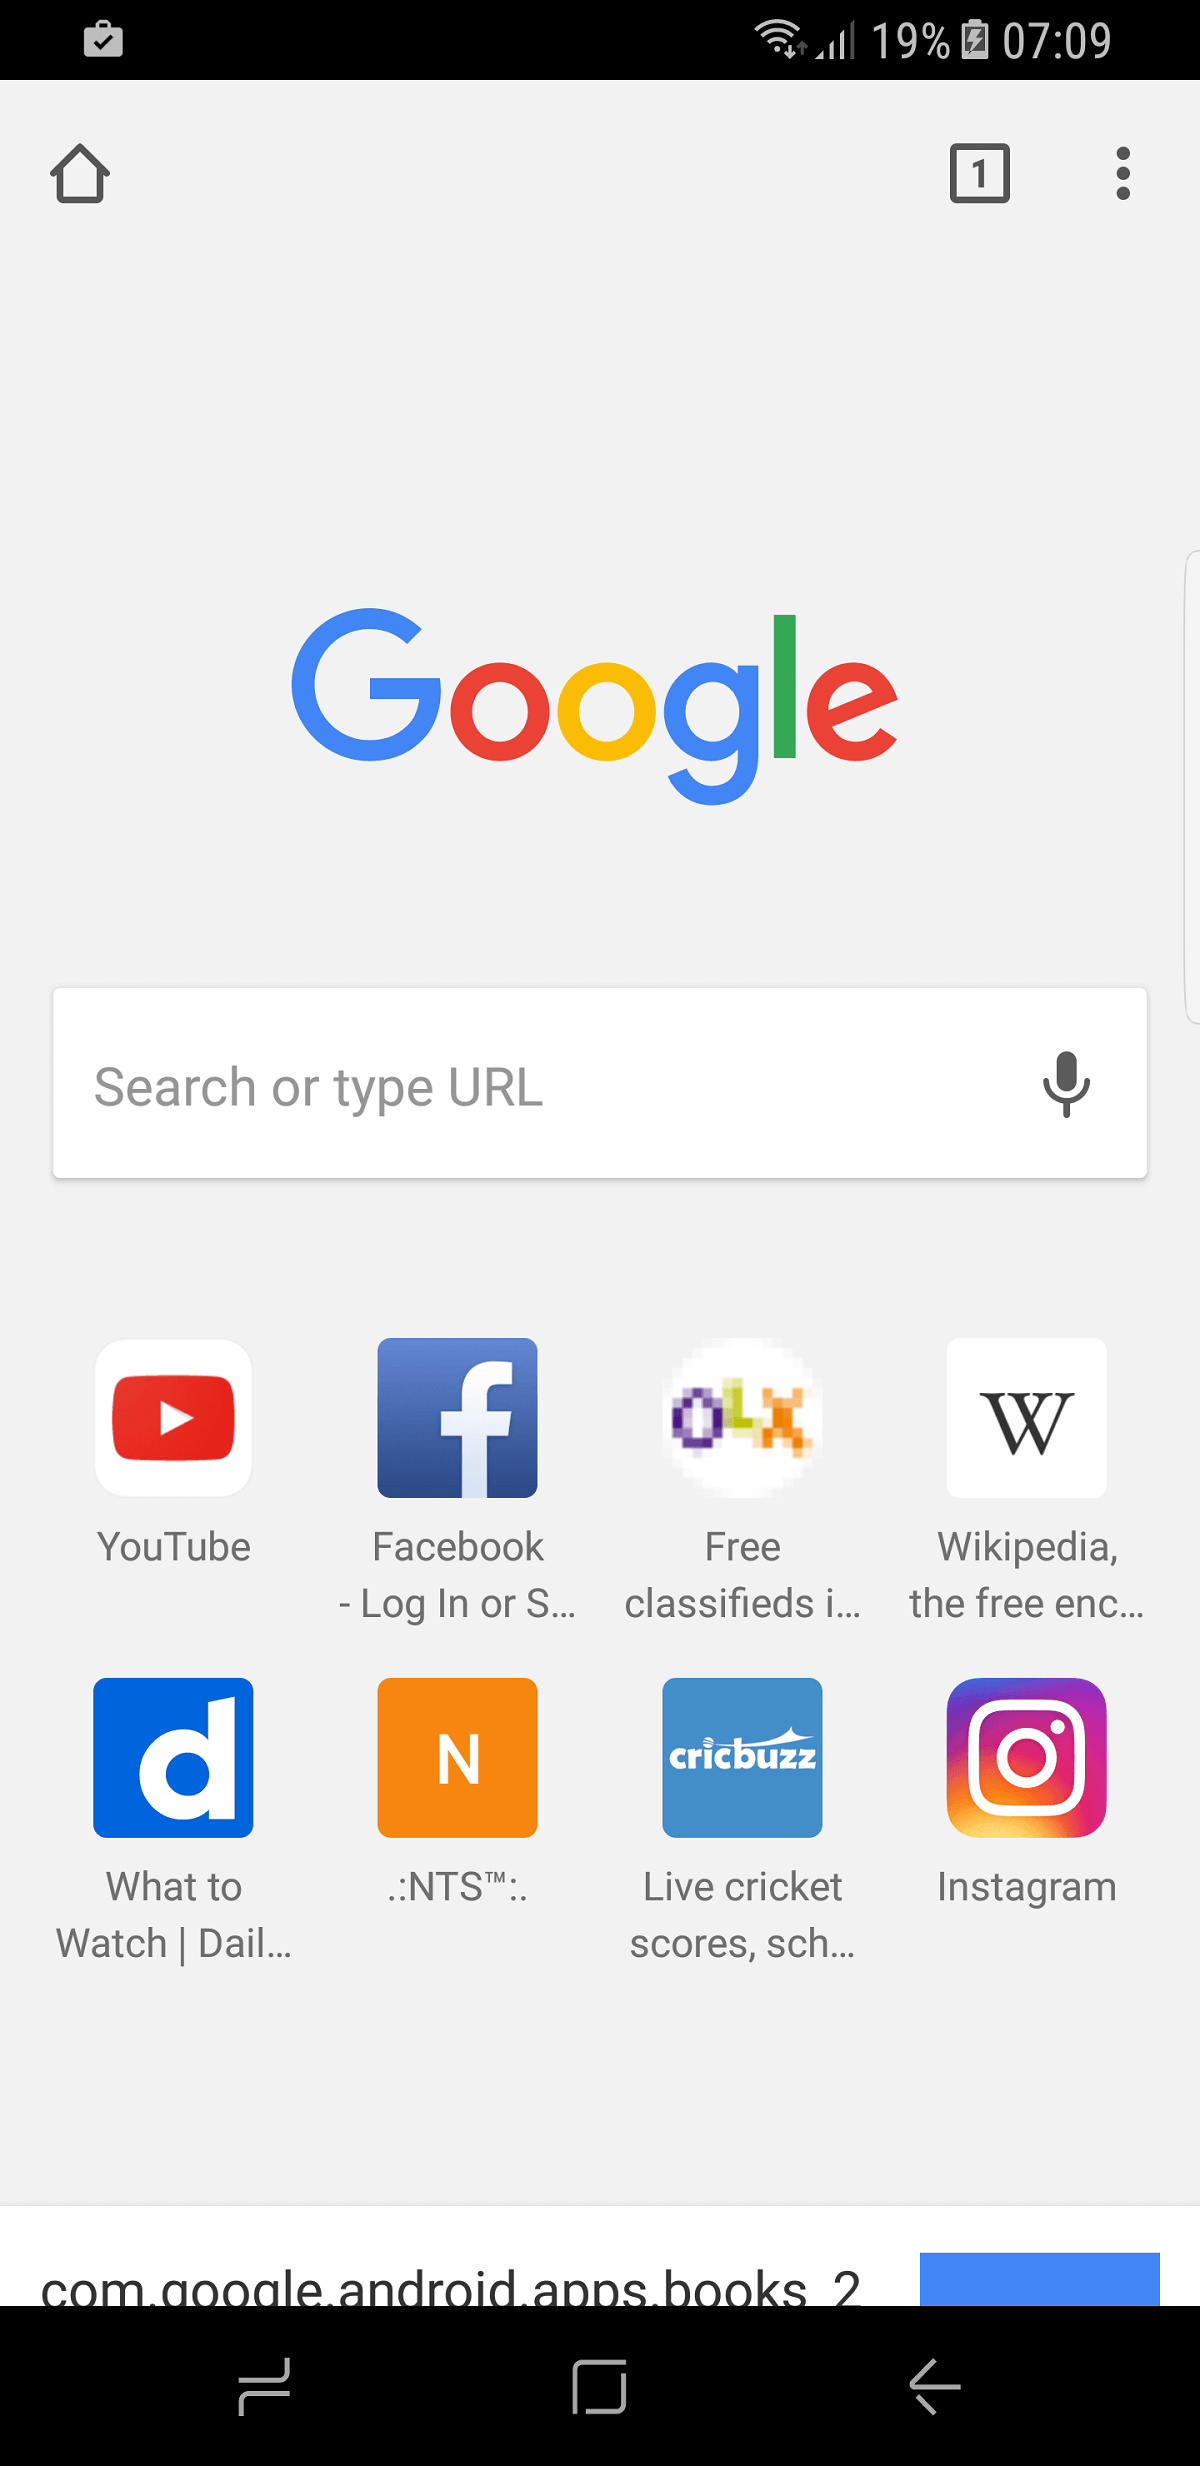 19% 07:09
1
Google
Search or type URL
OLX
W
YouTube
Facebook
- Log In or S...
Free
classifieds i...
Wikipedia,
the free enc...
d
N
cricbuzz
What to
Watch | Dail...
.:NTS™:.
Live cricket
scores, sch...
Instagram
com.google.android.apps.books_2